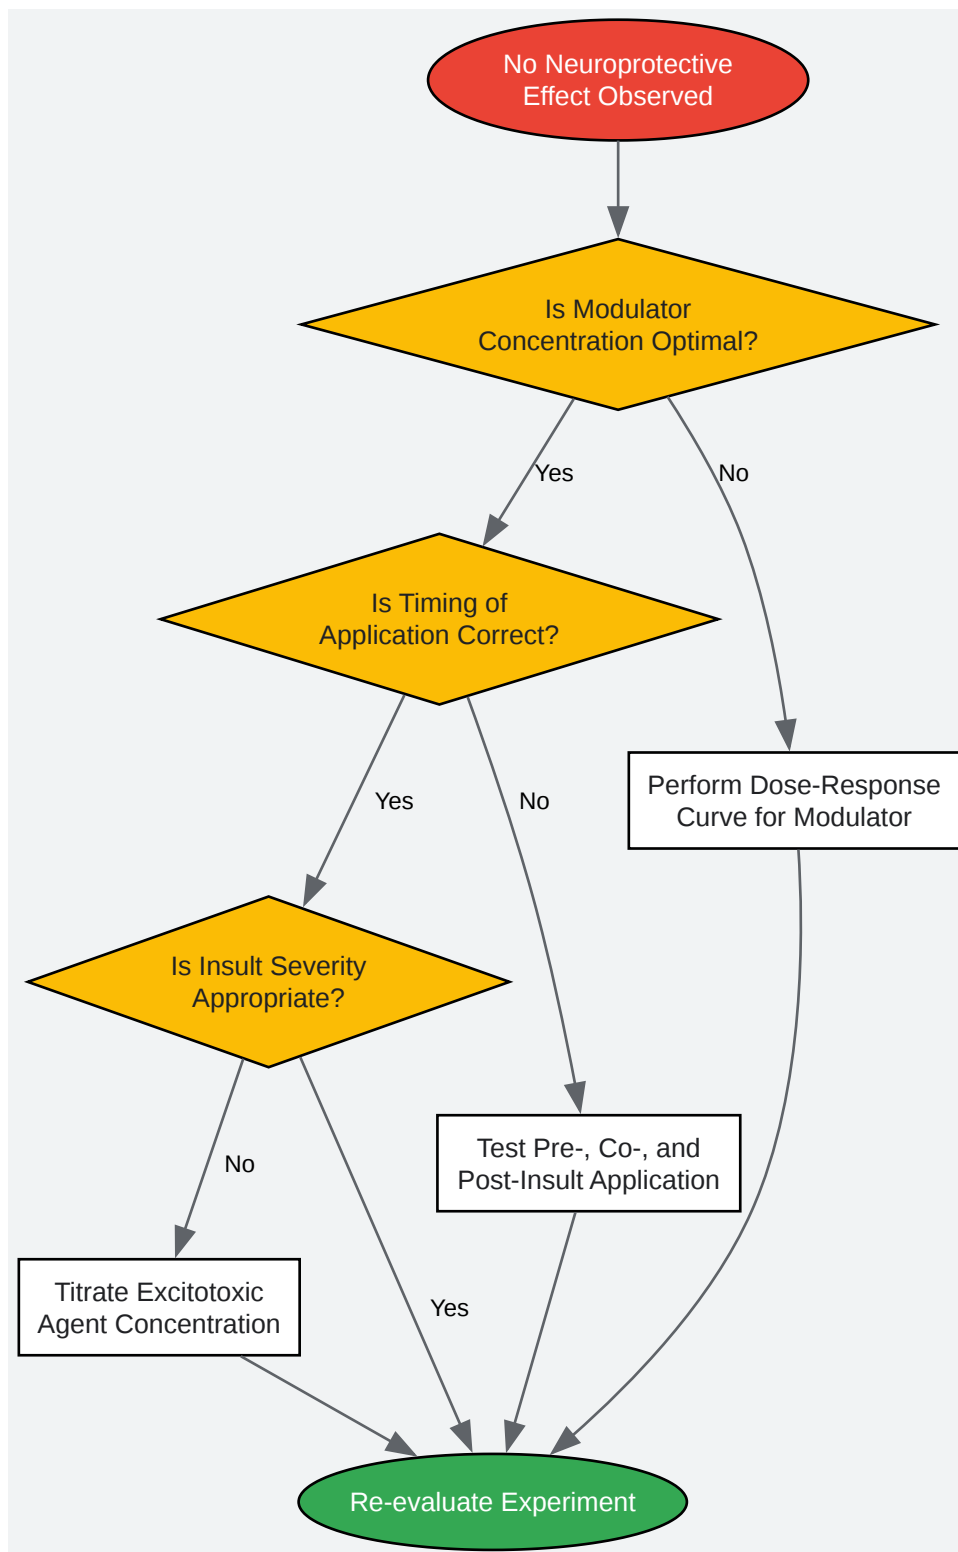 No Neuroprotective
Effect Observed
Is Modulator
Concentration Optimal?
Yes
No
Is Timing of
Application Correct?
Perform Dose-Response
Curve for Modulator
Yes
No
Is Insult Severity
Appropriate?
Test Pre-, Co-, and
Post-Insult Application
No
Titrate Excitotoxic
Agent Concentration
Yes
Re-evaluate Experiment